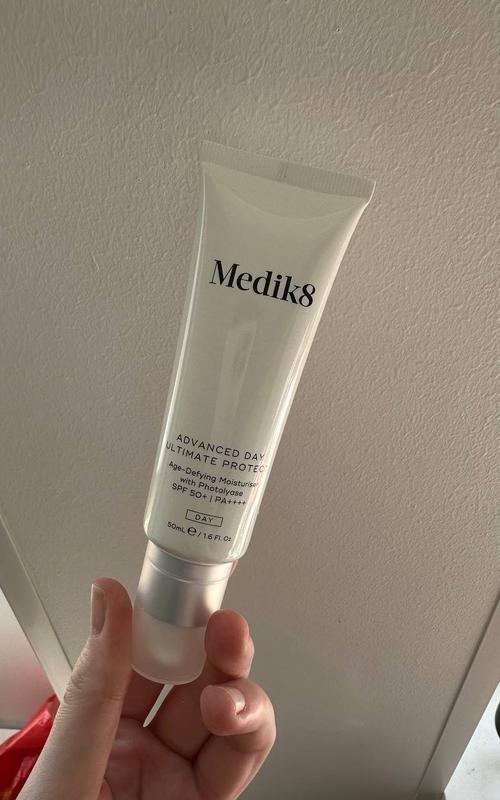 Medik8
ADVANCED DAY
ULTIMATE PROTECT
Age-Defying Moisturiser
with Photolyase
SPF 50+ | PA++++
DAY
50mL ℮ / 1.6 Fl. Oz.